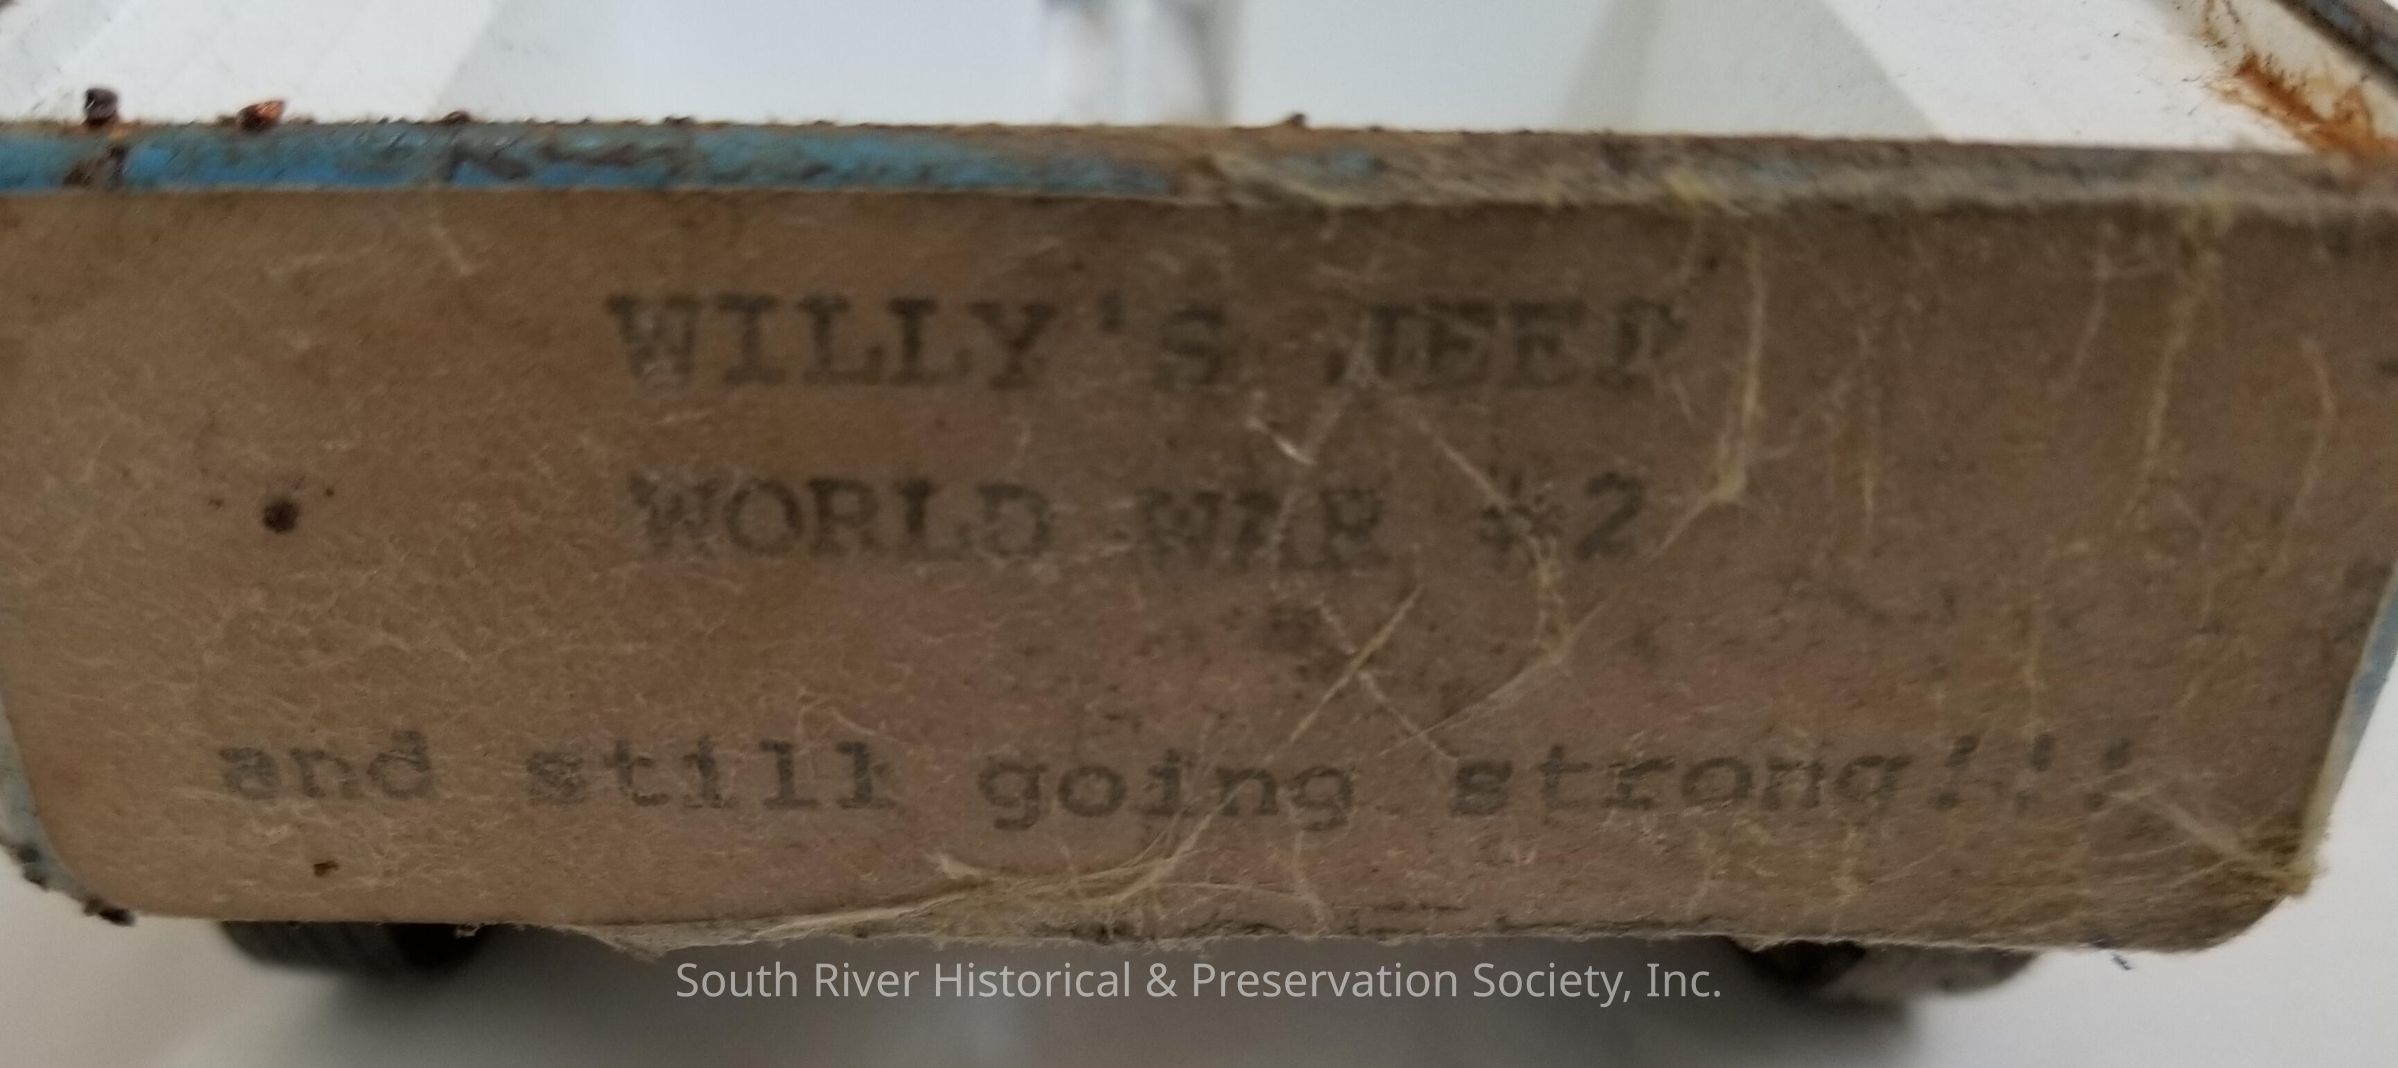 WILLY'S JEEP
WORLD WAR #2
and still going strong!!!
South River Historical & Preservation Society, Inc.